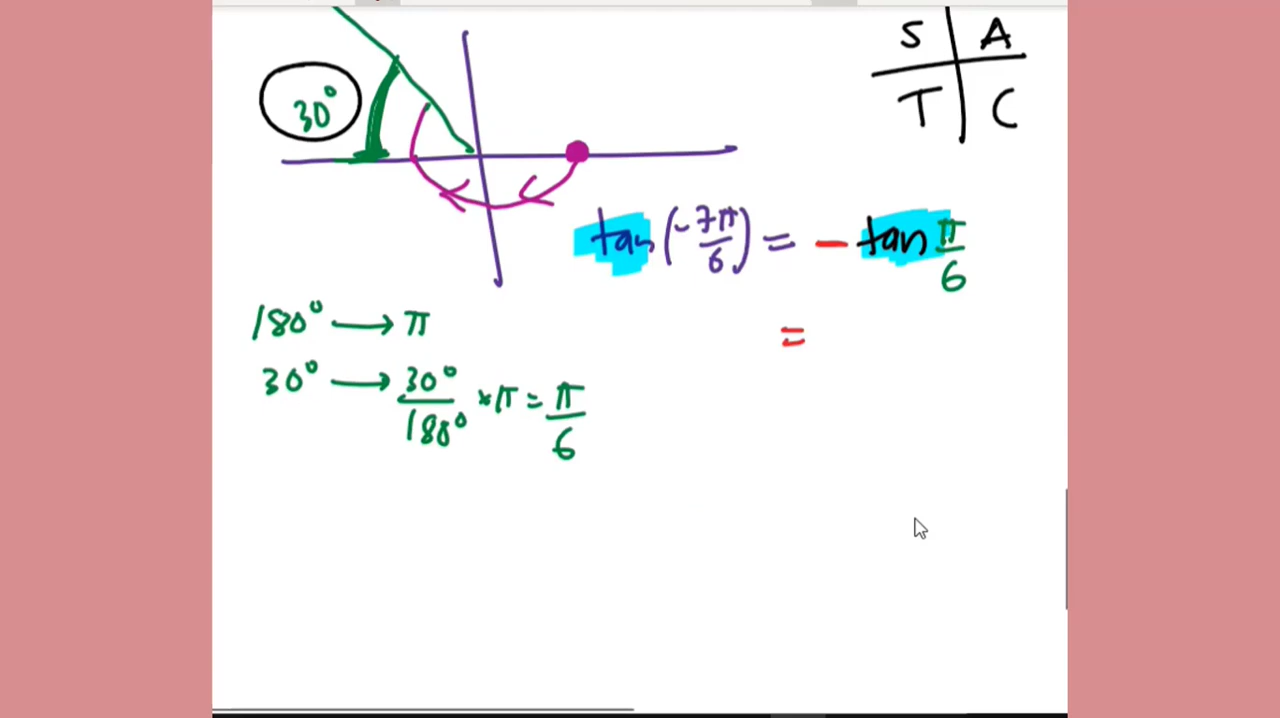 S A
T C
30°
tan (-7π/6) = - tan π/6
=
180° → π
30° → 30°/180° * π = π/6